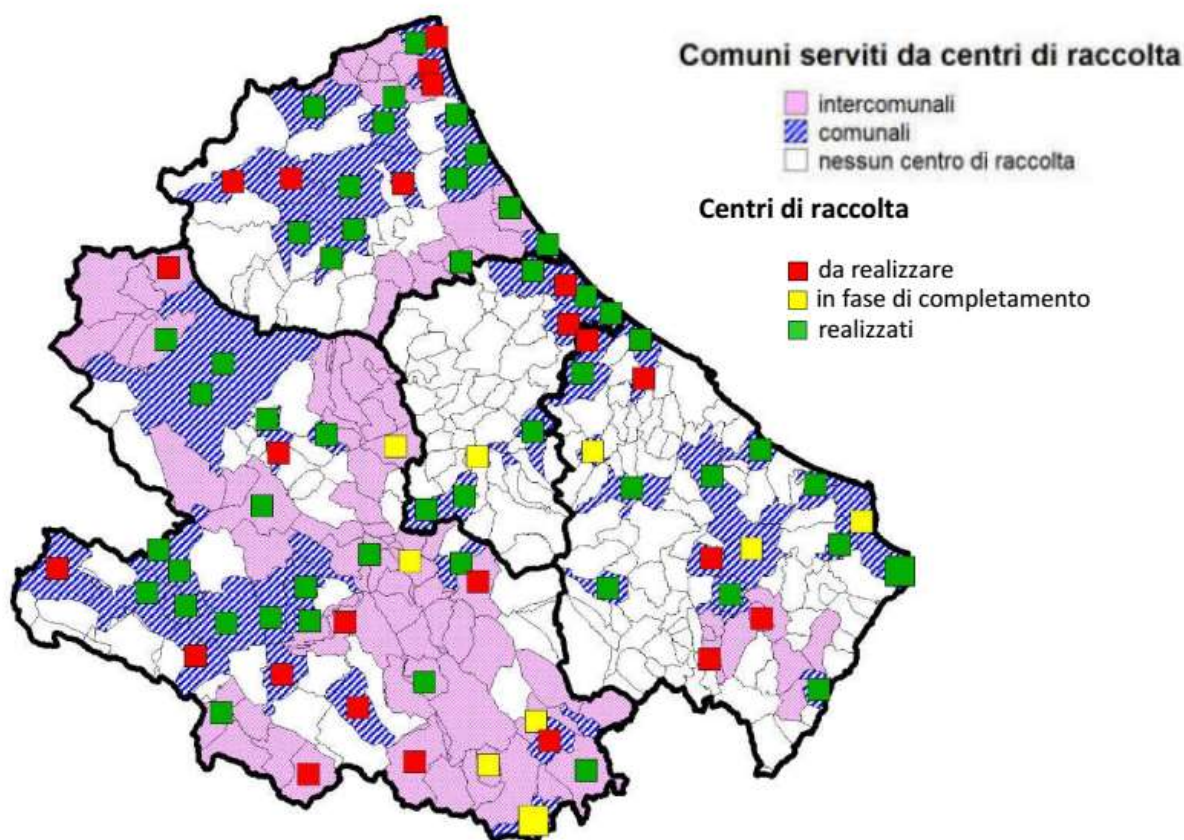 Comuni serviti da centri di raccolta
intercomunali
comunali
nessun centro di raccolta
Centri di raccolta
da realizzare
in fase di completamento
realizzati